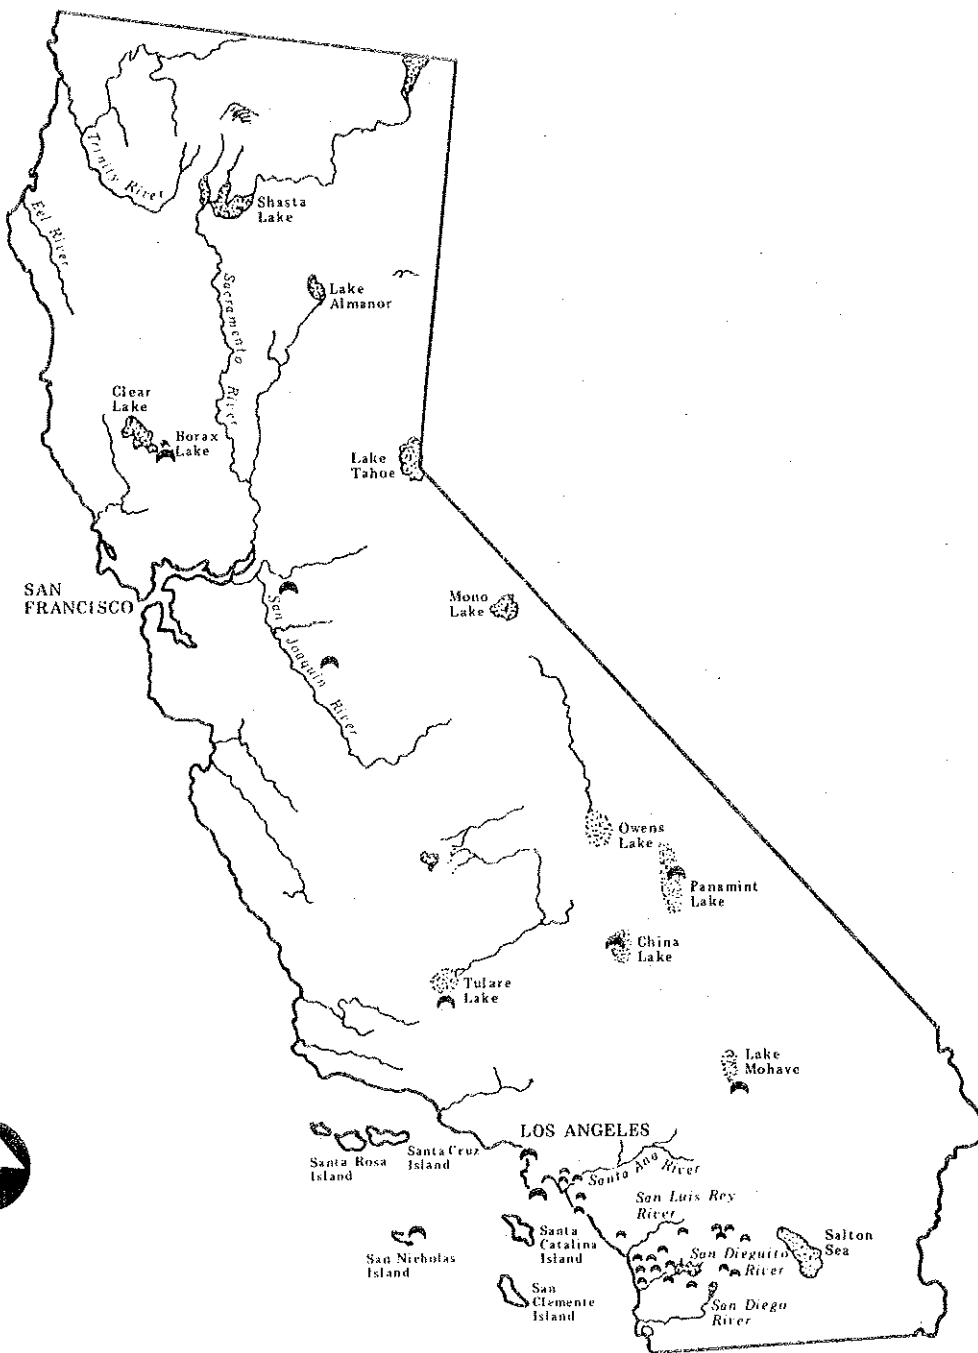 Trinity River
Shasta
Lake
Eel River
Sacramento River
Lake
Almanor
Clear
Lake
Borax
Lake
Lake
Tahoe
SAN
FRANCISCO
San Joaquin River
Mono
Lake
Owens
Lake
Panamint
Lake
China
Lake
Tulare
Lake
Lake
Mohave
LOS ANGELES
Santa Rosa
Island
Santa Cruz
Island
Santa Ana River
San Luis Rey
River
San Nicholas
Island
Santa
Catalina
Island
San Dieguito
River
Salton
Sea
San
Clemente
Island
San Diego
River